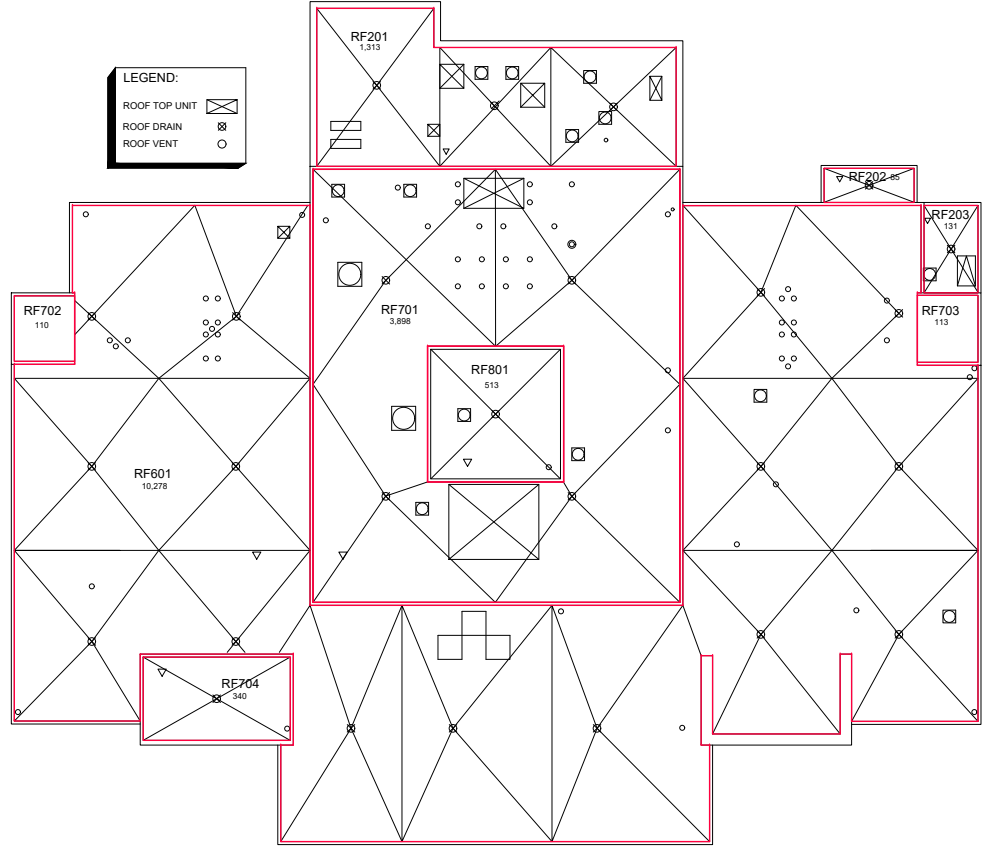 RF201
1,313
LEGEND:
ROOF TOP UNIT
ROOF DRAIN
ROOF VENT
RF202 85
RF203
131
RF702
110
RF701
3,898
RF703
113
RF801
513
RF601
10,278
RF704
340